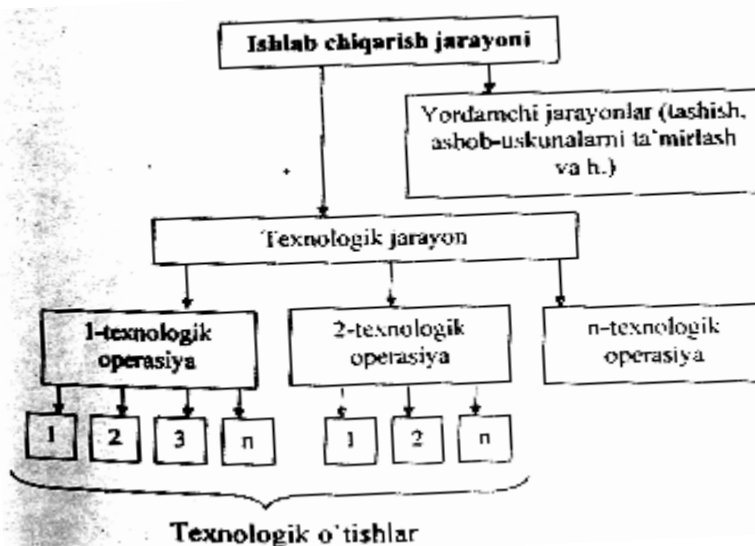 Ishlab chiqarish jarayoni
Yordamchi jarayonlar (tashish,
asbob-uskunalarni ta'mirlash
va h.)
Texnologik jarayon
1-texnologik
operasiya
2-texnologik
operasiya
n-texnologik
operasiya
1 2 3 n 1 2 n
Texnologik o`tishlar